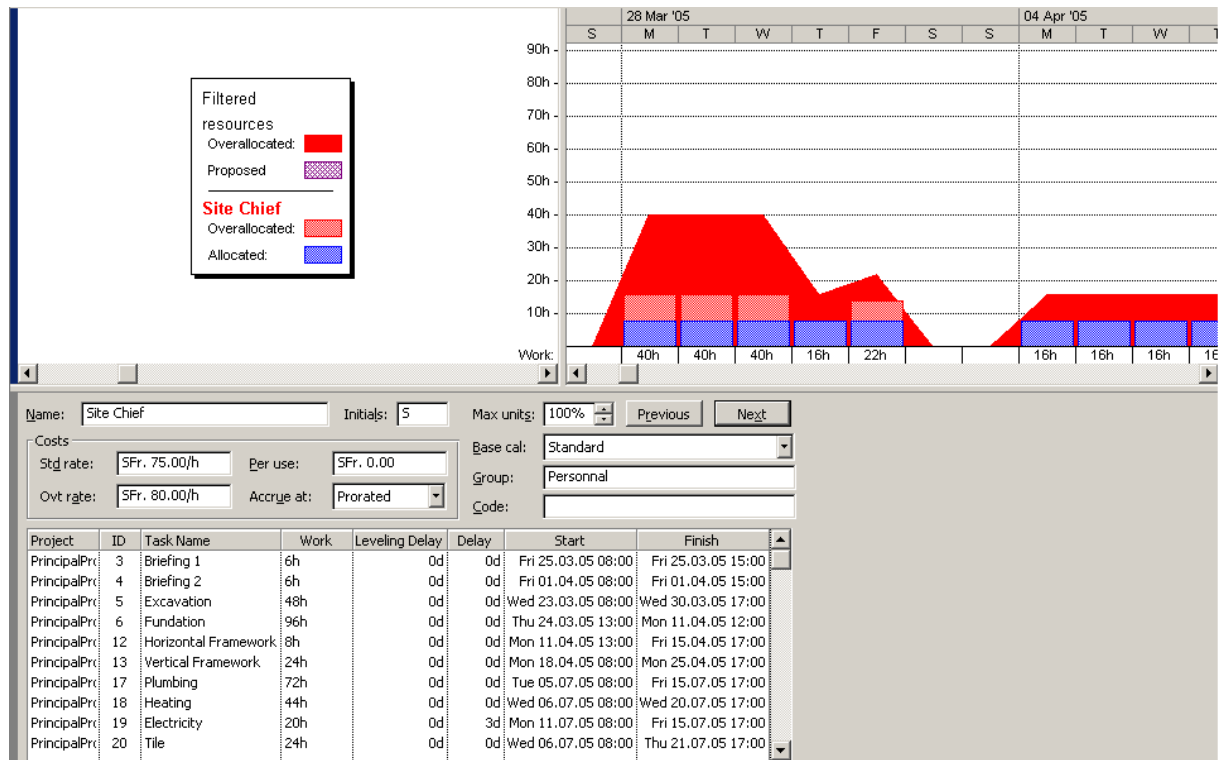 28 Mar '05 04 Apr '05
S M T W T F S S M T W T
90h
80h
70h
60h
50h
40h
30h
20h
10h
Filtered
resources
Overallocated:
Proposed
Site Chief
Overallocated:
Allocated:
Work: 40h 40h 40h 16h 22h 16h 16h 16h 16
Name: Site Chief Initials: S Max units: 100% Previous Next
Costs
Std rate: SFr. 75.00/h Per use: SFr. 0.00
Ovt rate: SFr. 80.00/h Accrue at: Prorated
Base cal: Standard
Group: Personnal
Code:
Project ID Task Name Work Leveling Delay Delay Start Finish
PrincipalPro 3 Briefing 1 6h 0d 0d Fri 25.03.05 08:00 Fri 25.03.05 15:00
PrincipalPro 4 Briefing 2 6h 0d 0d Fri 01.04.05 08:00 Fri 01.04.05 15:00
PrincipalPro 5 Excavation 48h 0d 0d Wed 23.03.05 08:00 Wed 30.03.05 17:00
PrincipalPro 6 Fundation 96h 0d 0d Thu 24.03.05 13:00 Mon 11.04.05 12:00
PrincipalPro 12 Horizontal Framework 8h 0d 0d Mon 11.04.05 13:00 Fri 15.04.05 17:00
PrincipalPro 13 Vertical Framework 24h 0d 0d Mon 18.04.05 08:00 Mon 25.04.05 17:00
PrincipalPro 17 Plumbing 72h 0d 0d Tue 05.07.05 08:00 Fri 15.07.05 17:00
PrincipalPro 18 Heating 44h 0d 0d Wed 06.07.05 08:00 Wed 20.07.05 17:00
PrincipalPro 19 Electricity 20h 0d 3d Mon 11.07.05 08:00 Fri 15.07.05 17:00
PrincipalPro 20 Tile 24h 0d 0d Wed 06.07.05 08:00 Thu 21.07.05 17:00